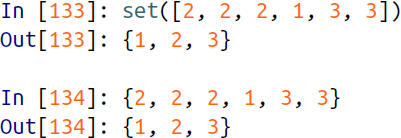 In [133]: set([2, 2, 2, 1, 3, 3])
Out[133]: {1, 2, 3}
In [134]: {2, 2, 2, 1, 3, 3}
Out[134]: {1, 2, 3}